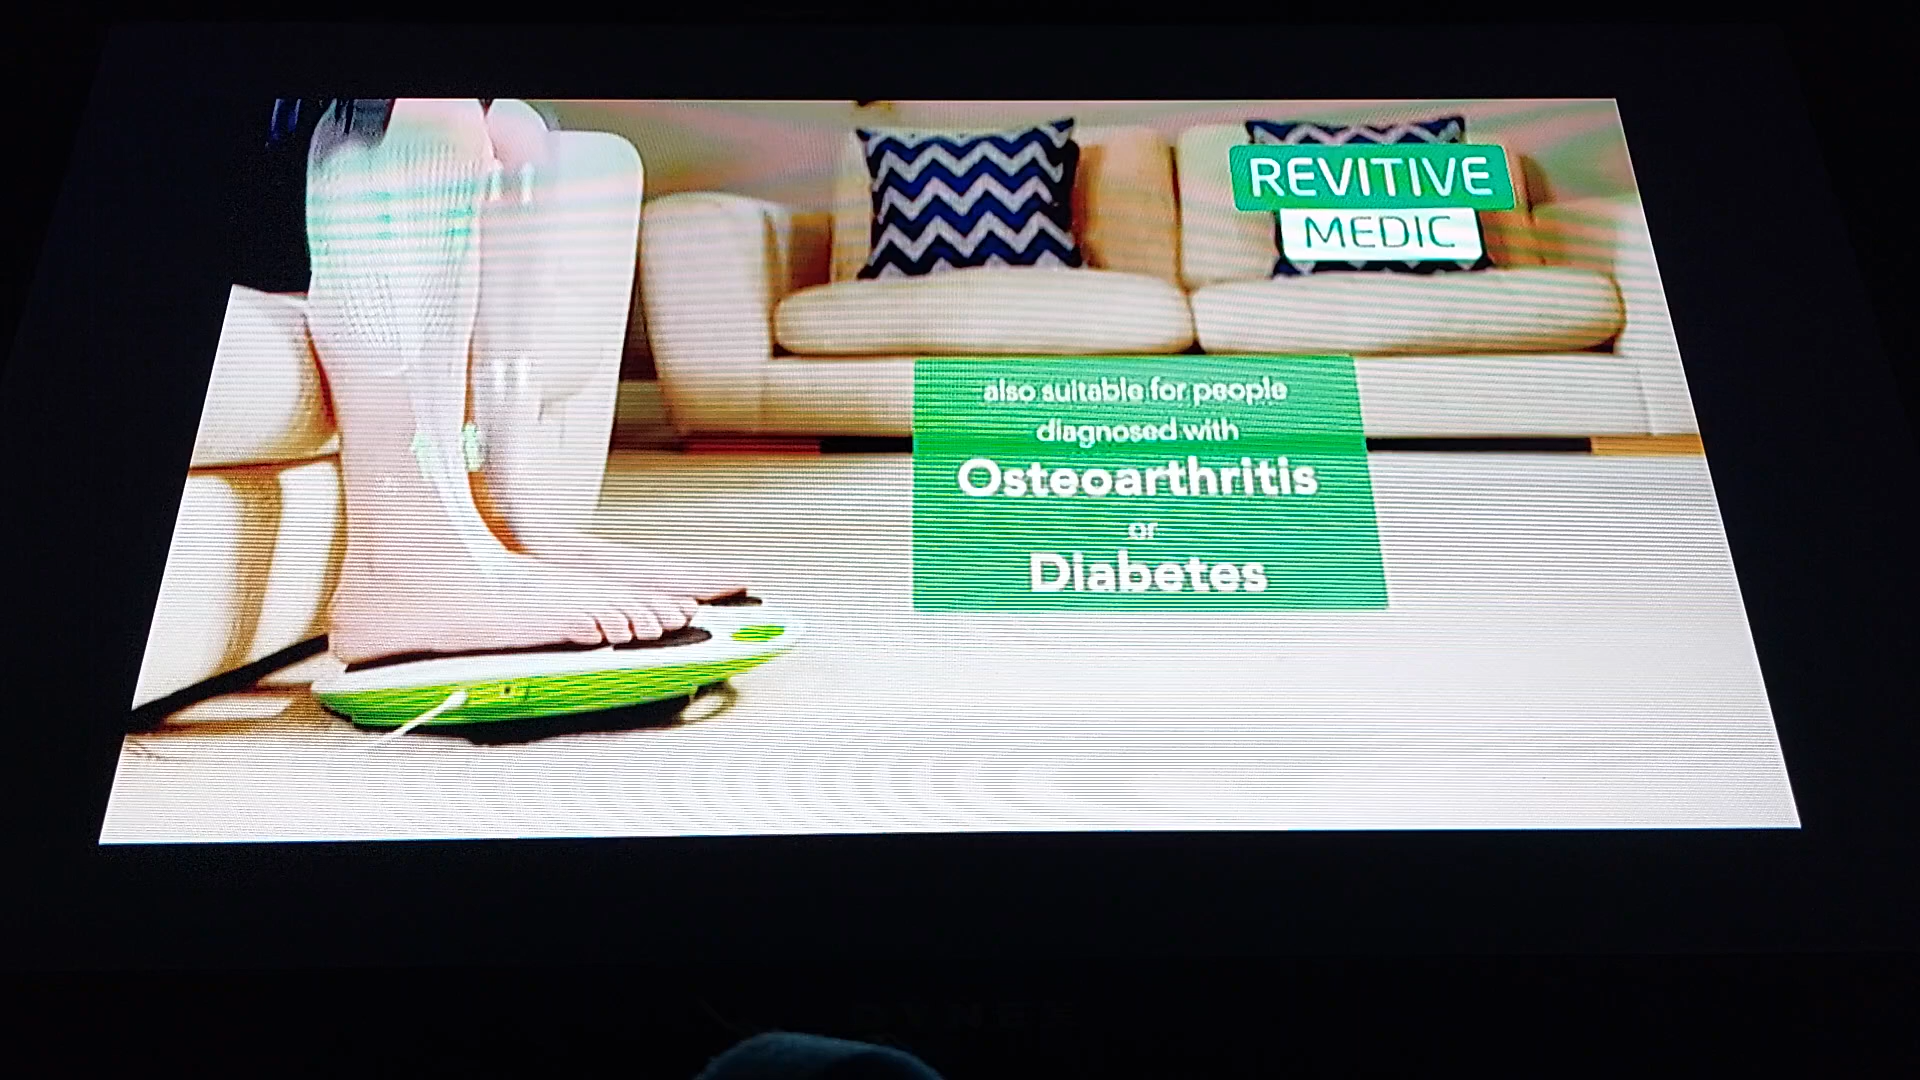 REVITIVE
MEDIC
also suitable for people
diagnosed with
Osteoarthritis
or
Diabetes